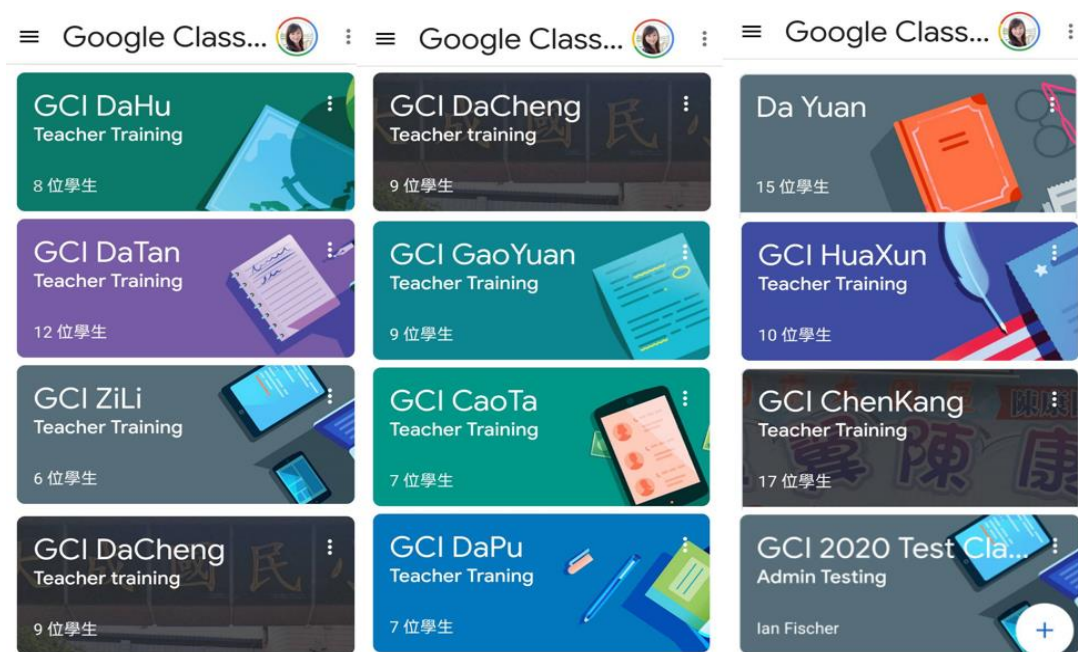 Google Class...
GCI DaHu
Teacher Training
8 位學生
GCI DaTan
Teacher Training
12 位學生
GCI ZiLi
Teacher Training
6 位學生
GCI DaCheng
Teacher training
9 位學生
Google Class...
GCI DaCheng
Teacher training
9 位學生
GCI GaoYuan
Teacher Training
9 位學生
GCI CaoTa
Teacher Training
7 位學生
GCI DaPu
Teacher Traning
7 位學生
Google Class...
Da Yuan
15 位學生
GCI HuaXun
Teacher Training
10 位學生
GCI ChenKang
Teacher Training
陳康
17 位學生
GCI 2020 Test Cla...
Admin Testing
Ian Fischer